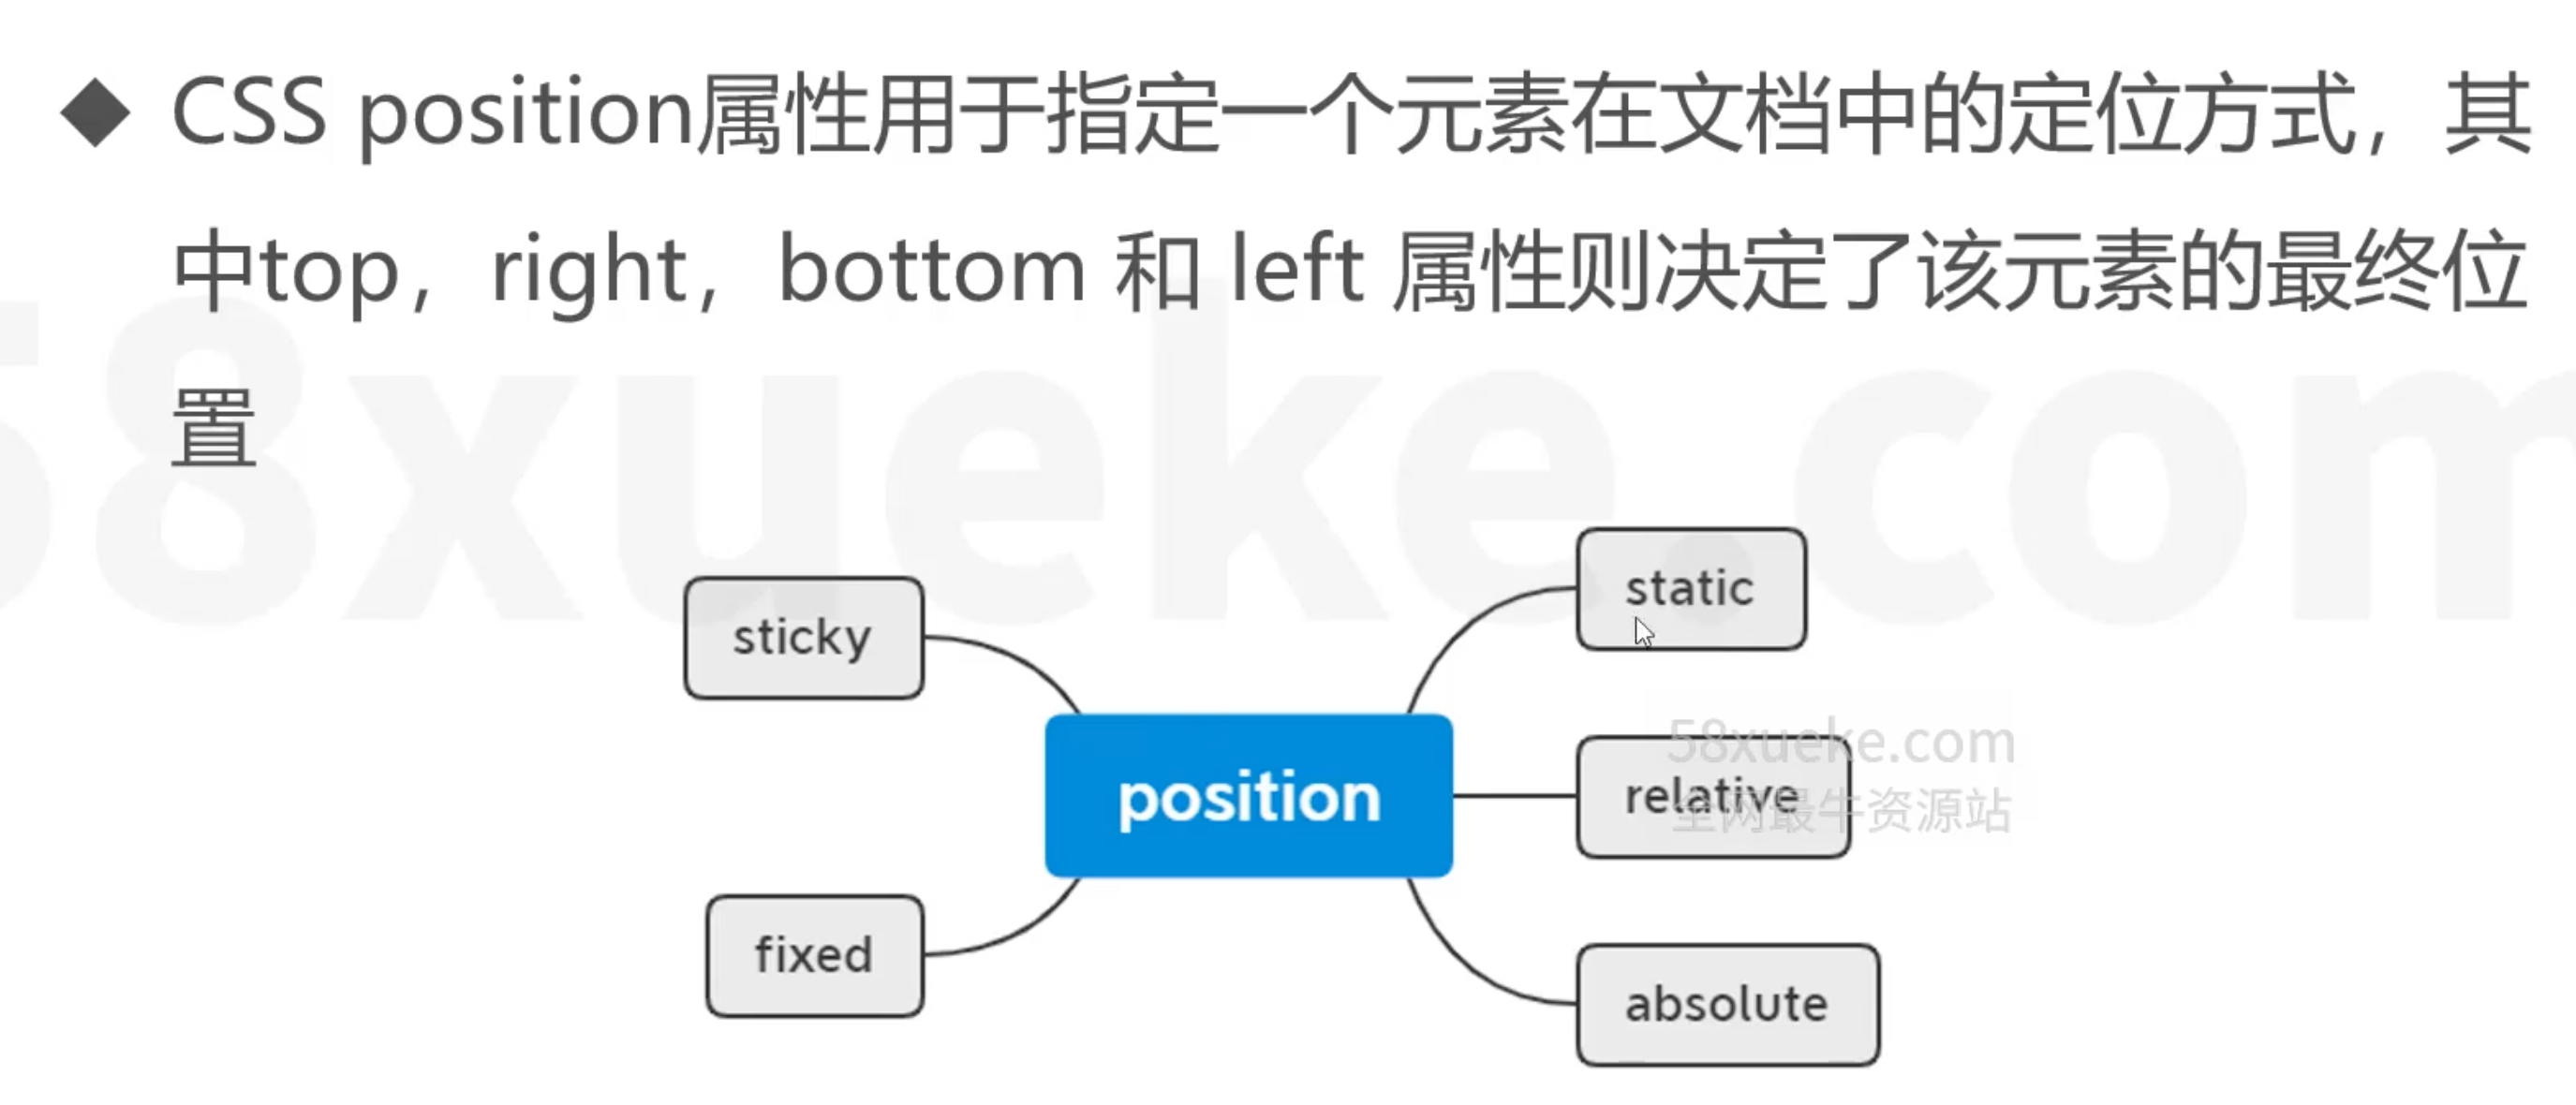 CSS position属性用于指定一个元素在文档中的定位方式，其
中top，right，bottom 和 left 属性则决定了该元素的最终位
置
58xueke.com
static
sticky
58xueke.com
position
relative
全网最牛资源站
fixed
absolute